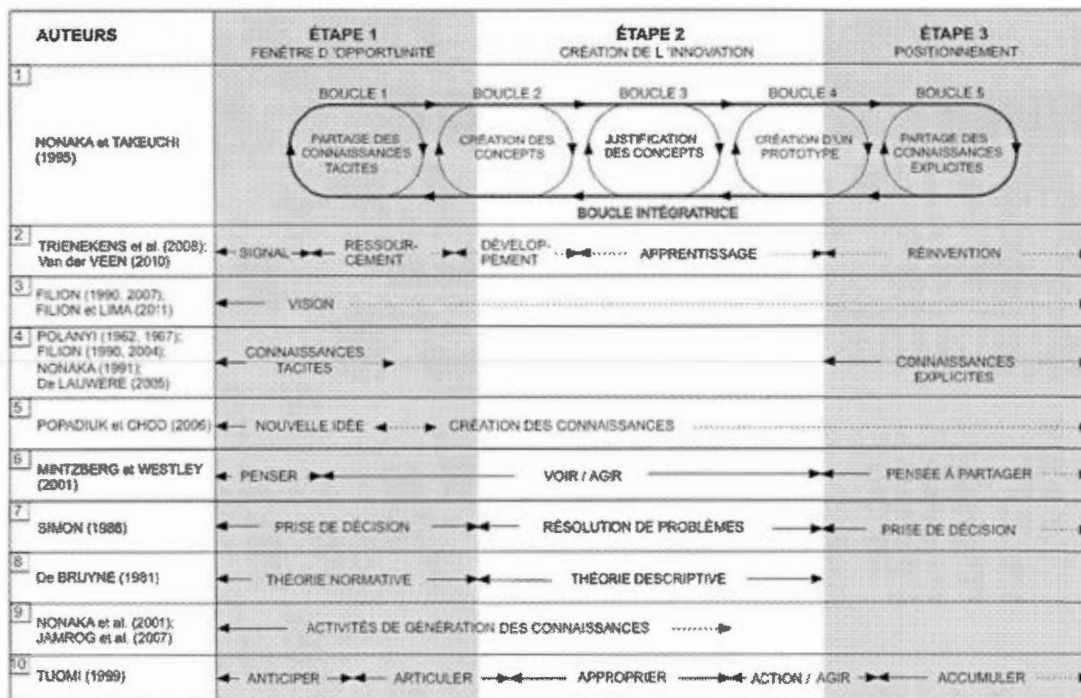 AUTEURS
ÉTAPE 1
FENÊTRE D 'OPPORTUNITÉ
ÉTAPE 2
CRÉATION DE L 'INNOVATION
ÉTAPE 3
POSITIONNEMENT
1
NONAKA et TAKEUCHI
(1995)
BOUCLE 1
BOUCLE 2
BOUCLE 3
BOUCLE 4
BOUCLE 5
PARTAGE DES
CONNAISSANCES
TACITES
CRÉATION DES
CONCEPTS
JUSTIFICATION
DES CONCEPTS
CRÉATION D'UN
PROTOTYPE
PARTAGE DES
CONNAISSANCES
EXPLICITES
BOUCLE INTÉGRATRICE
2
TRIENEKENS et al. (2008);
Van der VEEN (2010)
SIGNAL
RESSOUR-
CEMENT
DÉVELOP-
PEMENT
APPRENTISSAGE
RÉINVENTION
3
FILION (1990, 2007);
FILION et LIMA (2011)
VISION
4
POLANYI (1962, 1967);
FILION (1990, 2004);
NONAKA (1991);
De LAUWERE (2005)
CONNAISSANCES
TACITES
CONNAISSANCES
EXPLICITES
5
POPADIUK et CHOO (2006)
NOUVELLE IDÉE
CRÉATION DES CONNAISSANCES
6
MINTZBERG et WESTLEY
(2001)
PENSER
VOIR / AGIR
PENSÉE À PARTAGER
7
SIMON (1986)
PRISE DE DÉCISION
RÉSOLUTION DE PROBLÈMES
PRISE DE DÉCISION
8
De BRUYNE (1981)
THÉORIE NORMATIVE
THÉORIE DESCRIPTIVE
9
NONAKA et al. (2001);
JAMROG et al. (2007)
ACTIVITÉS DE GÉNÉRATION DES CONNAISSANCES
10
TUOMI (1999)
ANTICIPER
ARTICULER
APPROPRIER
ACTION / AGIR
ACCUMULER